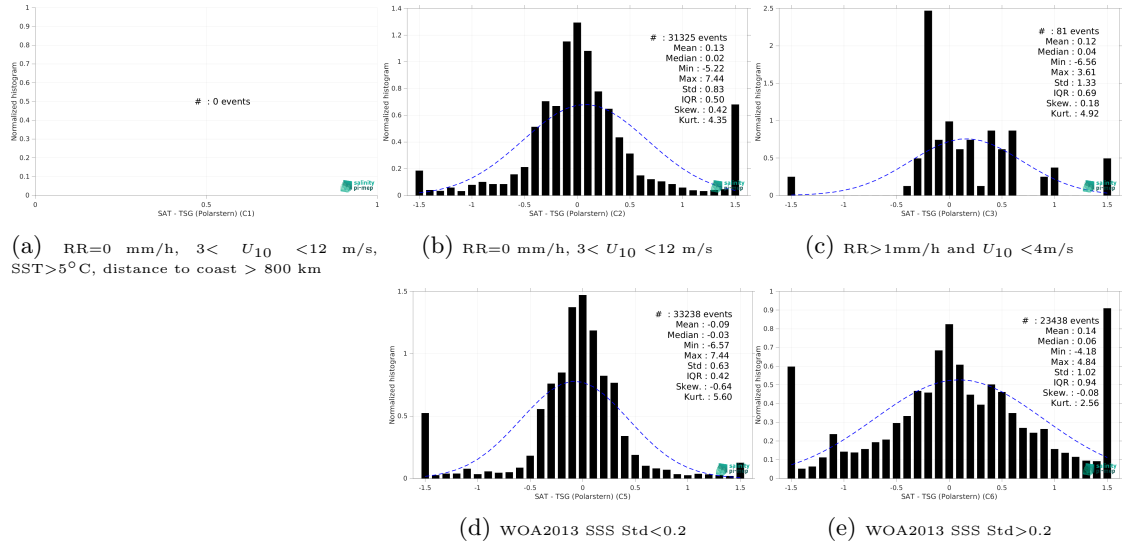 1
0.9
0.8
0.7
0.6
0.5
0.4
0.3
0.2
0.1
0
Normalized histogram
# : 0 events
0 0.5 1
SAT - TSG (Polarstern) (C1)
salinity
pi-mep
(a) RR=0 mm/h, 3< U10 <12 m/s,
SST>5°C, distance to coast > 800 km
1.4
1.2
1
0.8
0.6
0.4
0.2
0
Normalized histogram
# : 31325 events
Mean : 0.13
Median : 0.02
Min : -5.22
Max : 7.44
Std : 0.83
IQR : 0.50
Skew. : 0.42
Kurt. : 4.35
-1.5 -1 -0.5 0 0.5 1 1.5
SAT - TSG (Polarstern) (C2)
salinity
pi-mep
(b) RR=0 mm/h, 3< U10 <12 m/s
2.5
2
1.5
1
0.5
0
Normalized histogram
# : 81 events
Mean : 0.12
Median : 0.04
Min : -6.56
Max : 3.61
Std : 1.33
IQR : 0.69
Skew. : 0.18
Kurt. : 4.92
-1.5 -1 -0.5 0 0.5 1 1.5
SAT - TSG (Polarstern) (C3)
salinity
pi-mep
(c) RR>1mm/h and U10 <4m/s
1.5
1
0.5
0
Normalized histogram
# : 33238 events
Mean : -0.09
Median : -0.03
Min : -6.57
Max : 7.44
Std : 0.63
IQR : 0.42
Skew. : -0.64
Kurt. : 5.60
-1.5 -1 -0.5 0 0.5 1 1.5
SAT - TSG (Polarstern) (C5)
salinity
pi-mep
(d) WOA2013 SSS Std<0.2
1
0.9
0.8
0.7
0.6
0.5
0.4
0.3
0.2
0.1
0
Normalized histogram
# : 23438 events
Mean : 0.14
Median : 0.06
Min : -4.18
Max : 4.84
Std : 1.02
IQR : 0.94
Skew. : -0.08
Kurt. : 2.56
-1.5 -1 -0.5 0 0.5 1 1.5
SAT - TSG (Polarstern) (C6)
salinity
pi-mep
(e) WOA2013 SSS Std>0.2